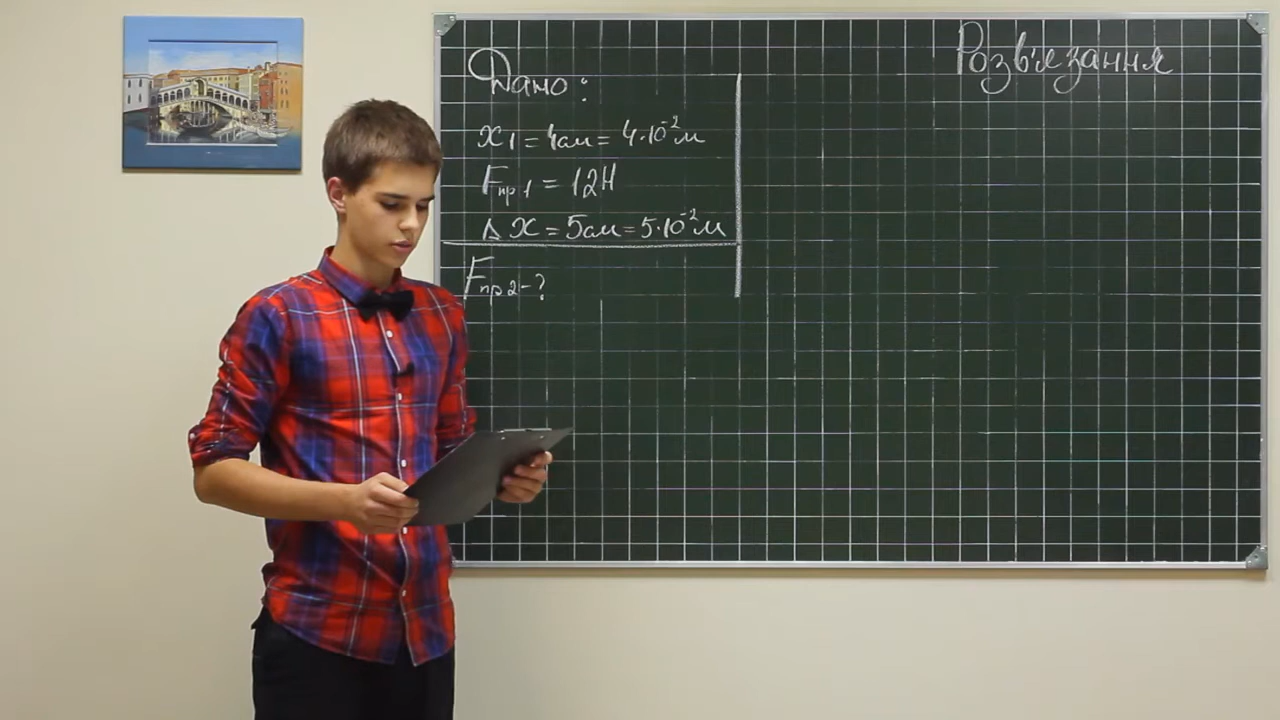 Дано:
x₁ = 4см = 4·10⁻²м
Fпр1 = 12Н
Δx = 5см = 5·10⁻²м
Fпр2 - ?
Розв'язання